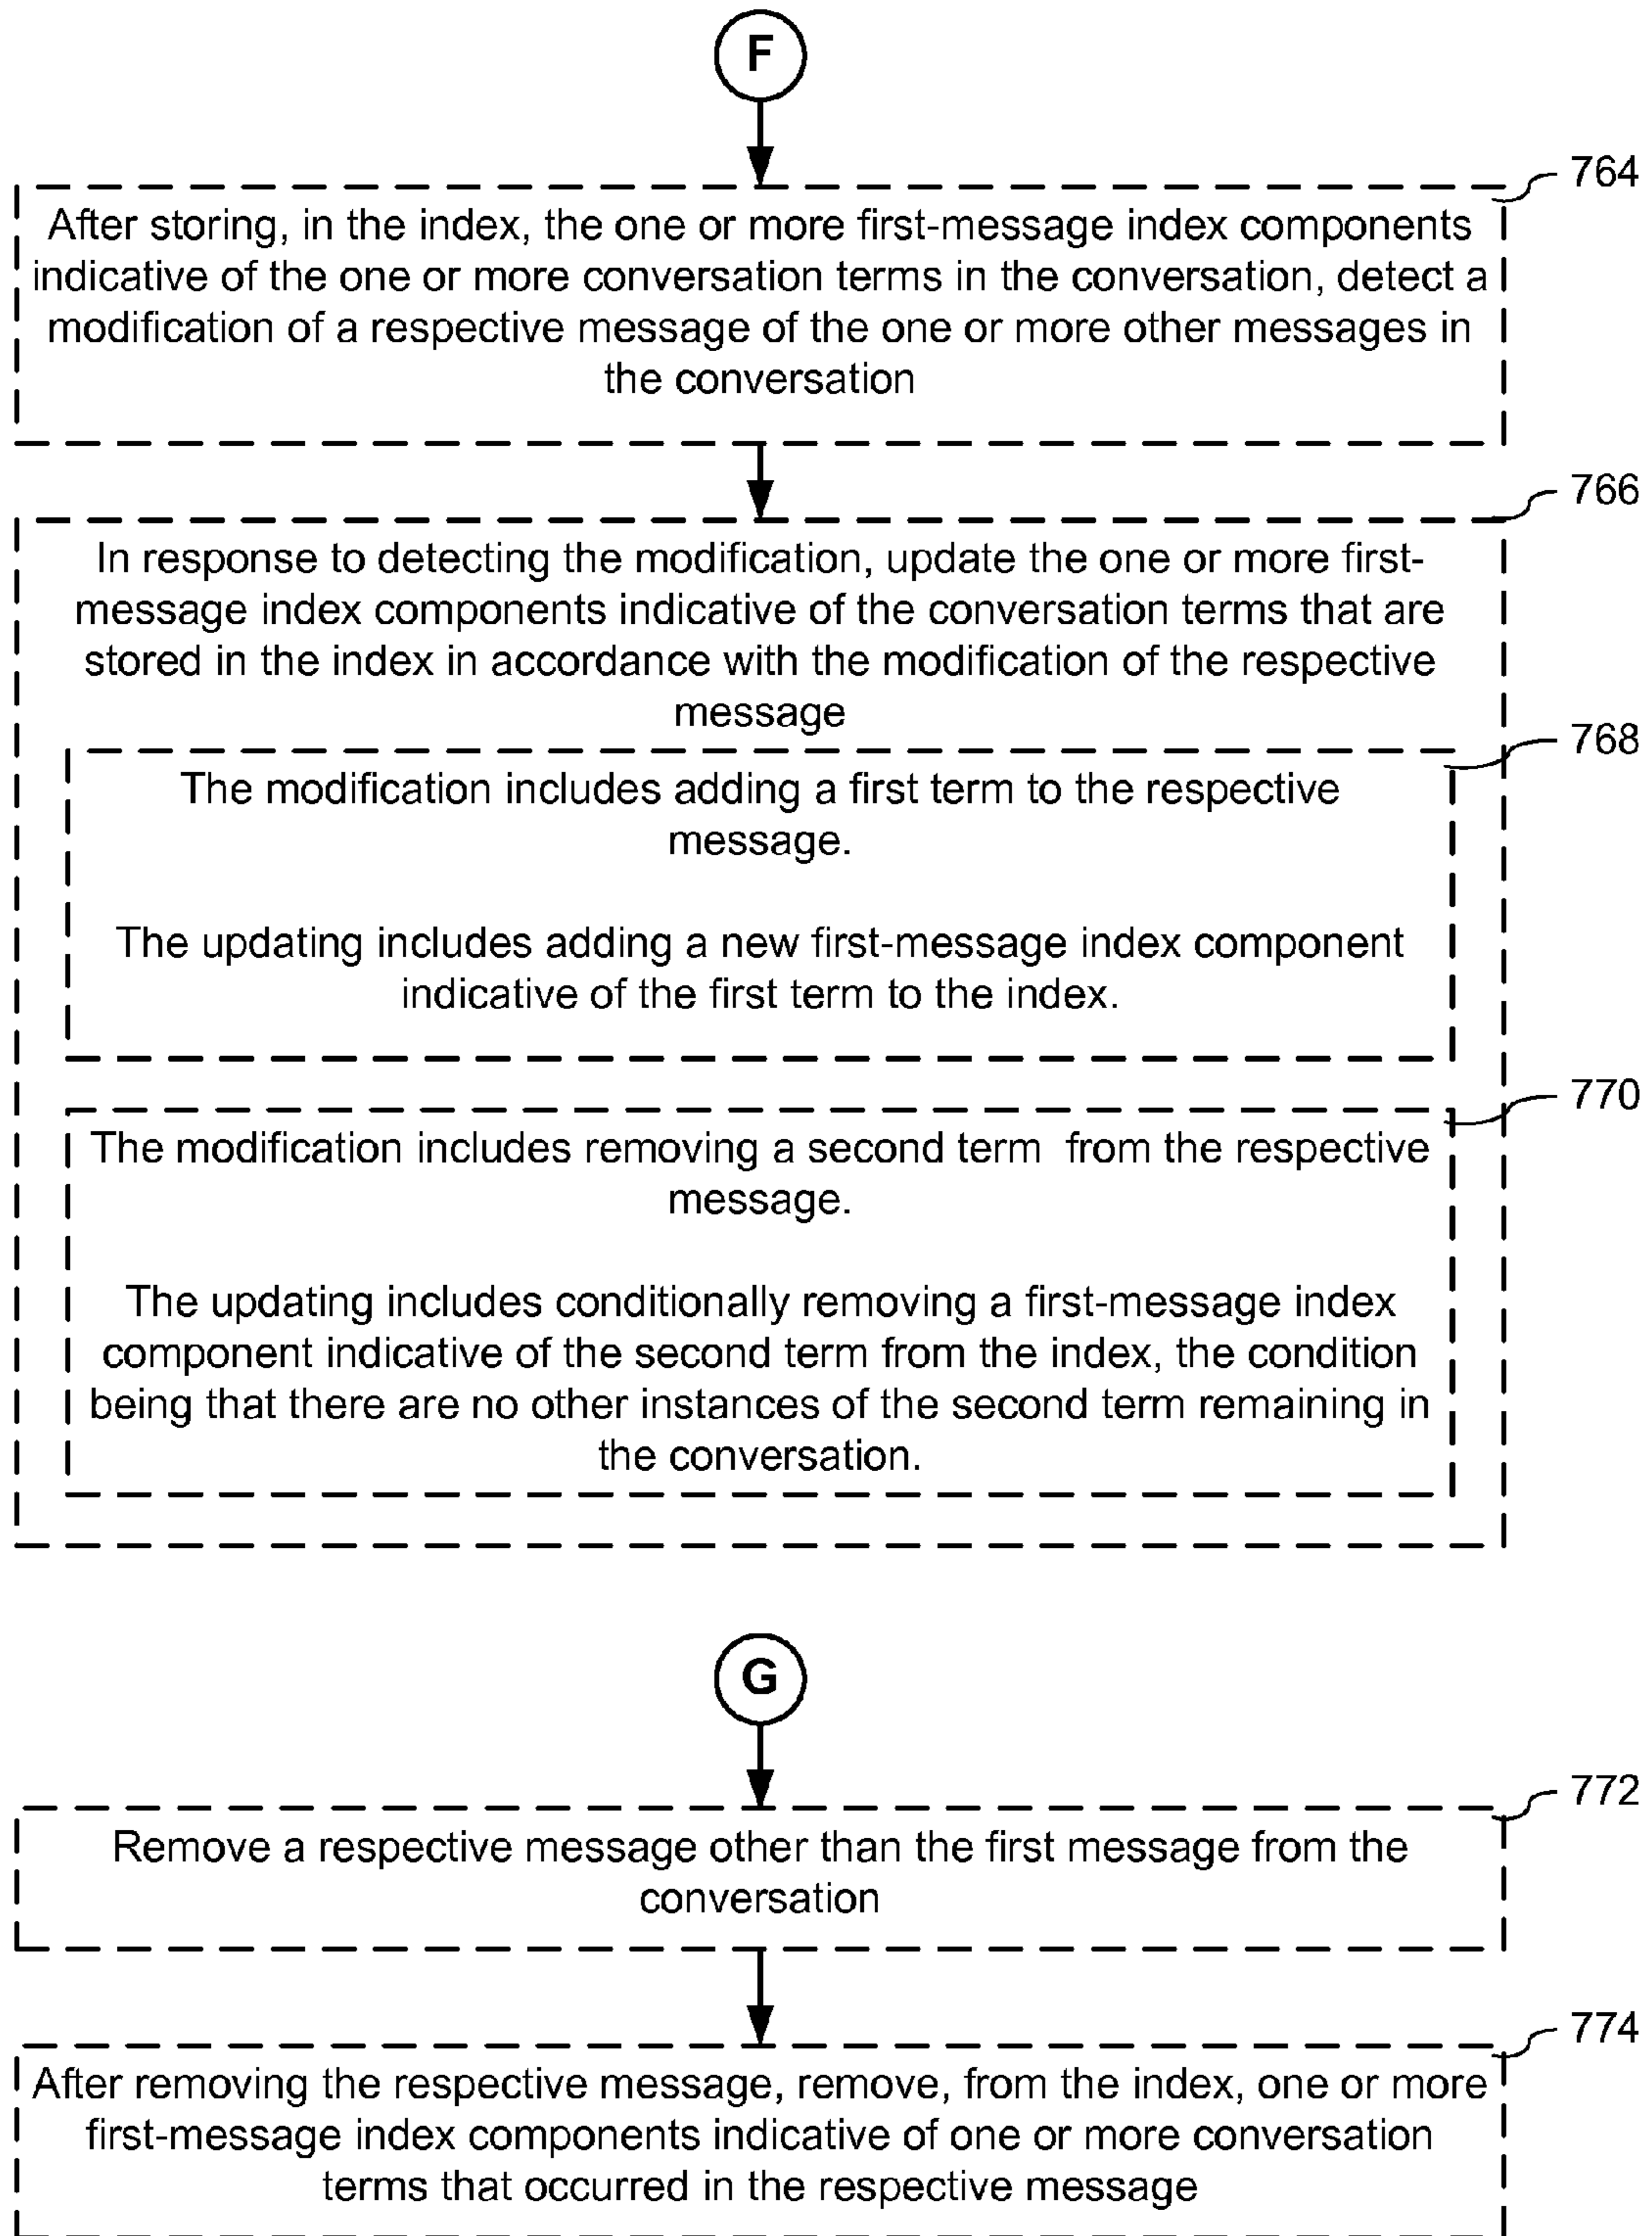 F
764
After storing, in the index, the one or more first-message index components
indicative of the one or more conversation terms in the conversation, detect a
modification of a respective message of the one or more other messages in
the conversation
766
In response to detecting the modification, update the one or more first-
message index components indicative of the conversation terms that are
stored in the index in accordance with the modification of the respective
message
768
The modification includes adding a first term to the respective
message.
The updating includes adding a new first-message index component
indicative of the first term to the index.
770
The modification includes removing a second term from the respective
message.
The updating includes conditionally removing a first-message index
component indicative of the second term from the index, the condition
being that there are no other instances of the second term remaining in
the conversation.
G
772
Remove a respective message other than the first message from the
conversation
774
After removing the respective message, remove, from the index, one or more
first-message index components indicative of one or more conversation
terms that occurred in the respective message